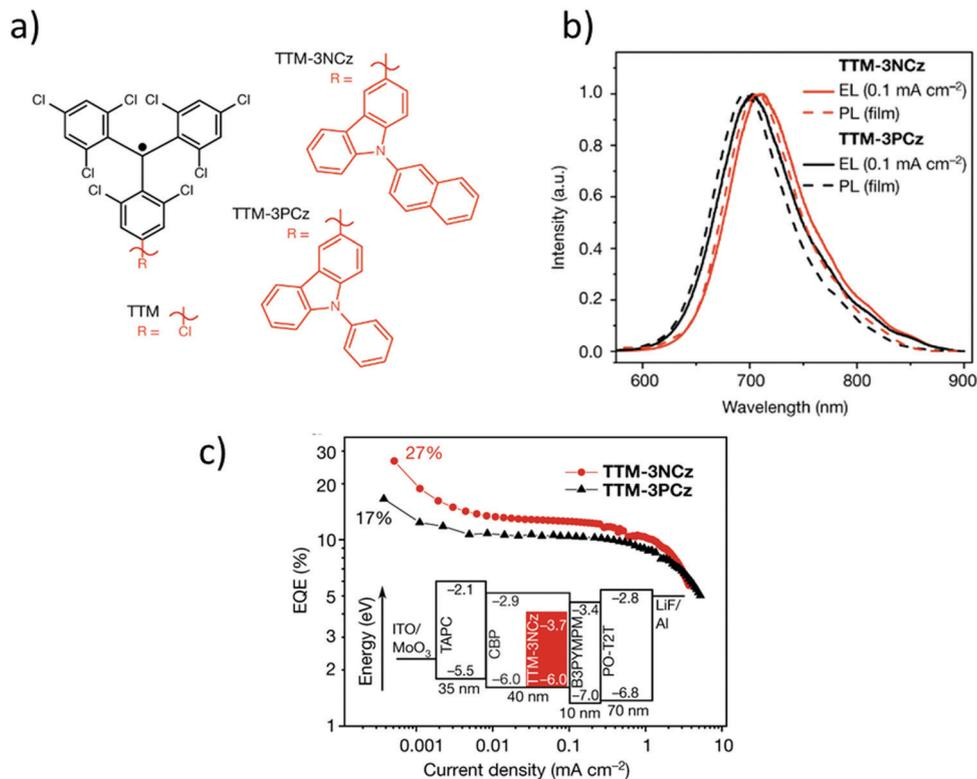 a)
TTM-3NCz
R =
Cl
Cl
Cl
Cl
Cl
Cl
Cl
Cl
N
R
TTM-3PCz
R =
N
TTM
R =
Cl
b)
TTM-3NCz
EL (0.1 mA cm⁻²)
PL (film)
TTM-3PCz
EL (0.1 mA cm⁻²)
PL (film)
Intensity (a.u.)
1.0
0.8
0.6
0.4
0.2
0.0
600
700
800
900
Wavelength (nm)
c)
EQE (%)
30
20
10
5
2
1
27%
17%
TTM-3NCz
TTM-3PCz
Energy (eV)
ITO/
MoO₃
−2.1
TAPC
−5.5
35 nm
−2.9
CBP
−6.0
TTM-3NCz
−3.7
−6.0
40 nm
−3.4
B3PYMPM
−7.0
10 nm
−2.8
PO-T2T
−6.8
70 nm
LiF/
Al
0.001
0.01
0.1
1
10
Current density (mA cm⁻²)